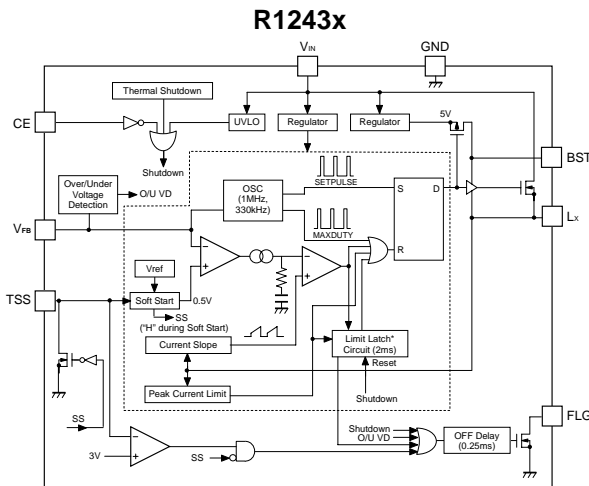 R1243x
VIN
GND
Thermal Shutdown
CE
UVLO
Regulator
Regulator
5V
Shutdown
BST
Over/Under
Voltage
Detection
O/U VD
OSC
(1MHz,
330kHz)
SETPULSE
S
D
VFB
MAXDUTY
R
LX
Vref
TSS
Soft Start
0.5V
SS
("H" during Soft Start)
Current Slope
Limit Latch*
Circuit (2ms)
Reset
Peak Current Limit
Shutdown
SS
FLG
Shutdown
O/U VD
OFF Delay
(0.25ms)
3V
SS